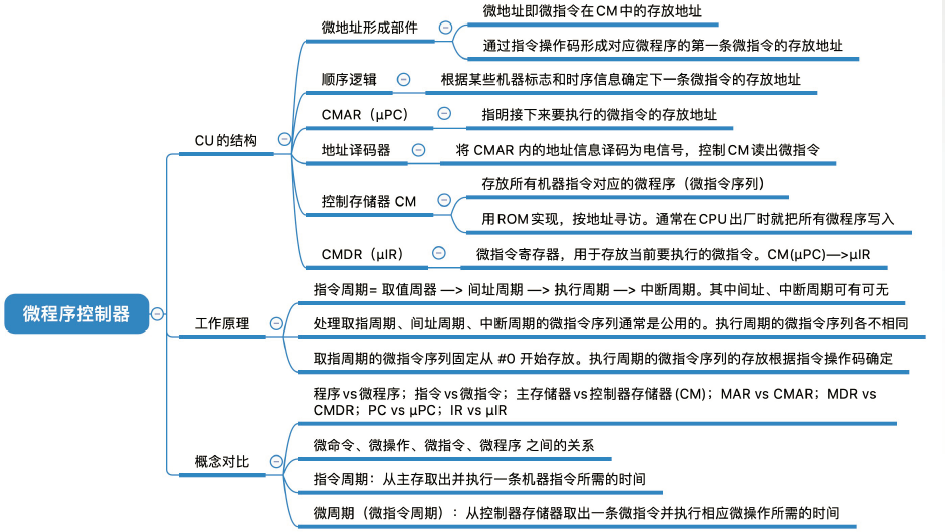 微地址即微指令在CM中的存放地址
微地址形成部件
通过指令操作码形成对应微程序的第一条微指令的存放地址
顺序逻辑
根据某些机器标志和时序信息确定下一条微指令的存放地址
CMAR（μPC）
指明接下来要执行的微指令的存放地址
CU的结构
地址译码器
将 CMAR 内的地址信息译码为电信号，控制CM读出微指令
存放所有机器指令对应的微程序（微指令序列）
控制存储器 CM
用ROM实现，按地址寻访。通常在CPU出厂时就把所有微程序写入
CMDR（μIR）
微指令寄存器，用于存放当前要执行的微指令。CM(μPC)—>μIR
微程序控制器
指令周期= 取值周器 —> 间址周期 —> 执行周期 —> 中断周期。其中间址、中断周期可有可无
工作原理
处理取指周期、间址周期、中断周期的微指令序列通常是公用的。执行周期的微指令序列各不相同
取指周期的微指令序列固定从 #0 开始存放。执行周期的微指令序列的存放根据指令操作码确定
程序vs微程序；指令vs微指令；主存储器vs控制器存储器(CM)；MAR vs CMAR；MDR vs
CMDR；PC vs μPC；IR vs μIR
概念对比
微命令、微操作、微指令、微程序 之间的关系
指令周期：从主存取出并执行一条机器指令所需的时间
微周期（微指令周期）：从控制器存储器取出一条微指令并执行相应微操作所需的时间